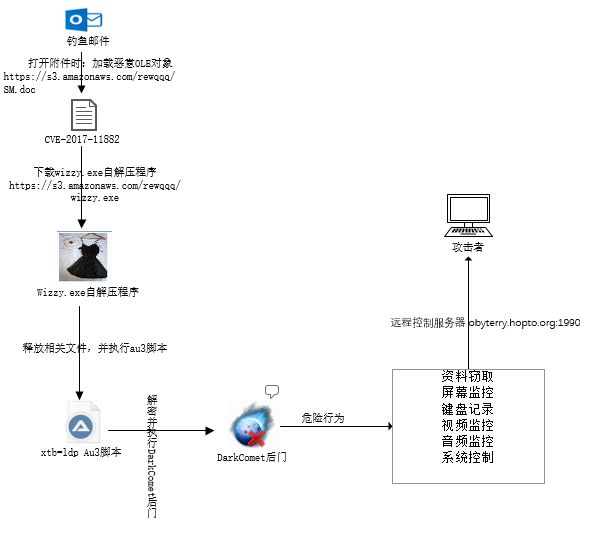 钓鱼邮件
打开附件时：加载恶意OLE对象
https://s3.amazonaws.com/rewqqq/
SM.doc
CVE-2017-11882
下载wizzy.exe自解压程序
https://s3.amazonaws.com/rewqqq/
wizzy.exe
Wizzy.exe自解压程序
释放相关文件，并执行au3脚本
xtb=ldp Au3脚本
解密并执行DarkComet后门
DarkComet后门
危险行为
资料窃取
屏幕监控
键盘记录
视频监控
音频监控
系统控制
远程控制服务器 obyterry.hopto.org:1990
攻击者